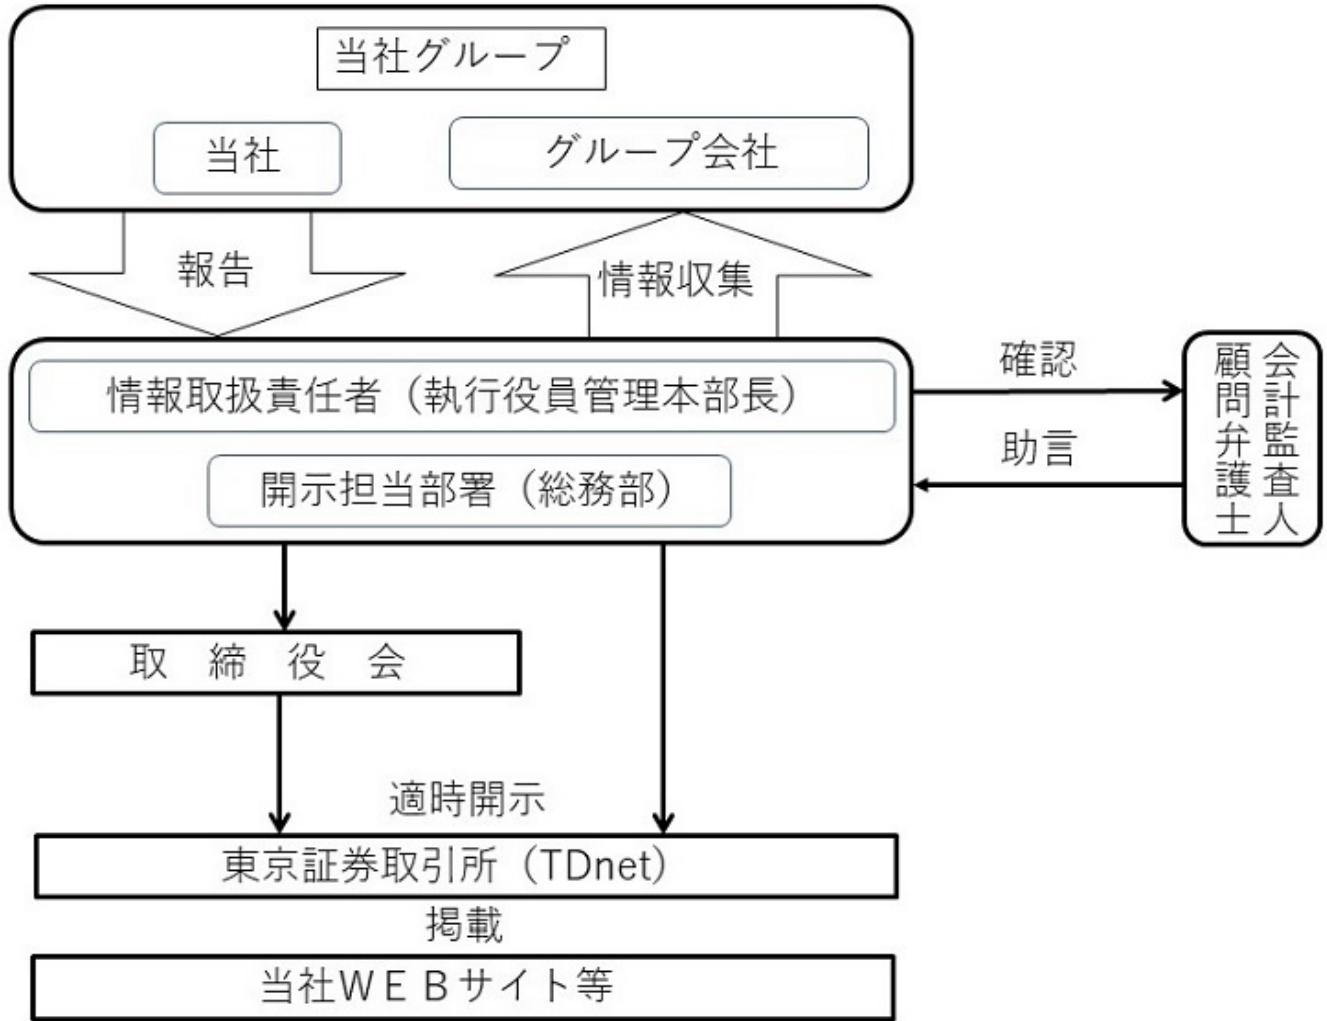 当社グループ
当社
グループ会社
報告
情報収集
情報取扱責任者（執行役員管理本部長）
開示担当部署（総務部）
確認
助言
会計監査人
顧問弁護士
取　締　役　会
適時開示
東京証券取引所（TDnet）
掲載
当社ＷＥＢサイト等